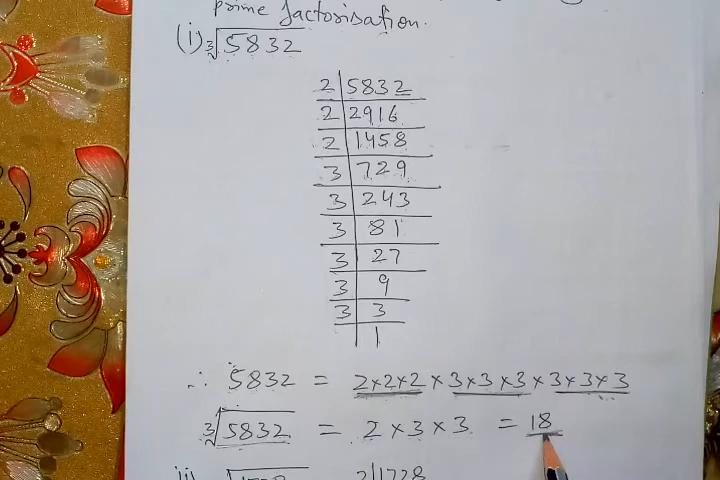 prime factorisation.
(i) ∛5832
2 | 5832
2 | 2916
2 | 1458
3 | 729
3 | 243
3 | 81
3 | 27
3 | 9
3 | 3
| 1
∴ 5832 = 2×2×2 × 3×3×3 × 3×3×3
∛5832 = 2 × 3 × 3 = 18
2 | 1728